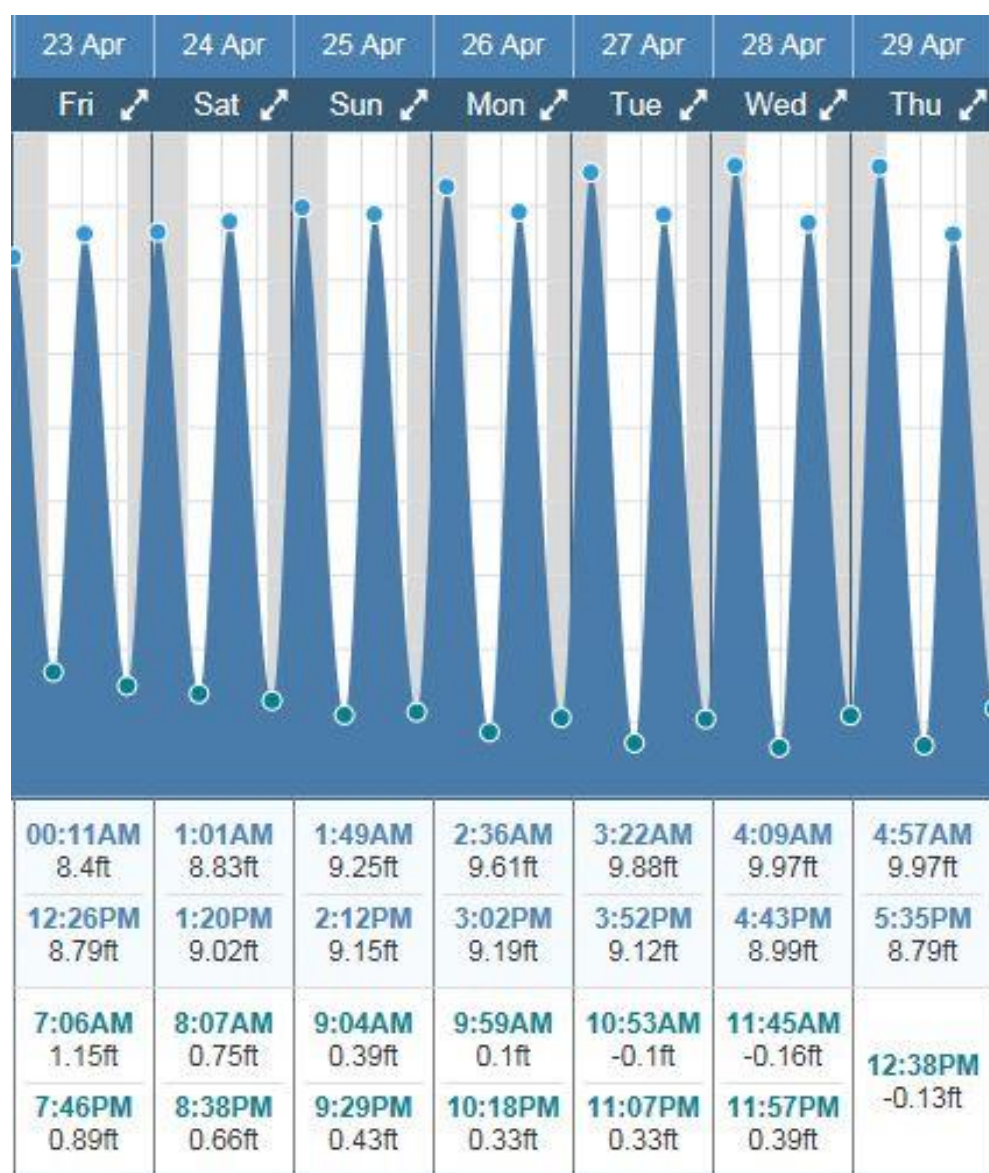 23 Apr 24 Apr 25 Apr 26 Apr 27 Apr 28 Apr 29 Apr
Fri Sat Sun Mon Tue Wed Thu
00:11AM 1:01AM 1:49AM 2:36AM 3:22AM 4:09AM 4:57AM
8.4ft 8.83ft 9.25ft 9.61ft 9.88ft 9.97ft 9.97ft
12:26PM 1:20PM 2:12PM 3:02PM 3:52PM 4:43PM 5:35PM
8.79ft 9.02ft 9.15ft 9.19ft 9.12ft 8.99ft 8.79ft
7:06AM 8:07AM 9:04AM 9:59AM 10:53AM 11:45AM
1.15ft 0.75ft 0.39ft 0.1ft -0.1ft -0.16ft
12:38PM
-0.13ft
7:46PM 8:38PM 9:29PM 10:18PM 11:07PM 11:57PM
0.89ft 0.66ft 0.43ft 0.33ft 0.33ft 0.39ft